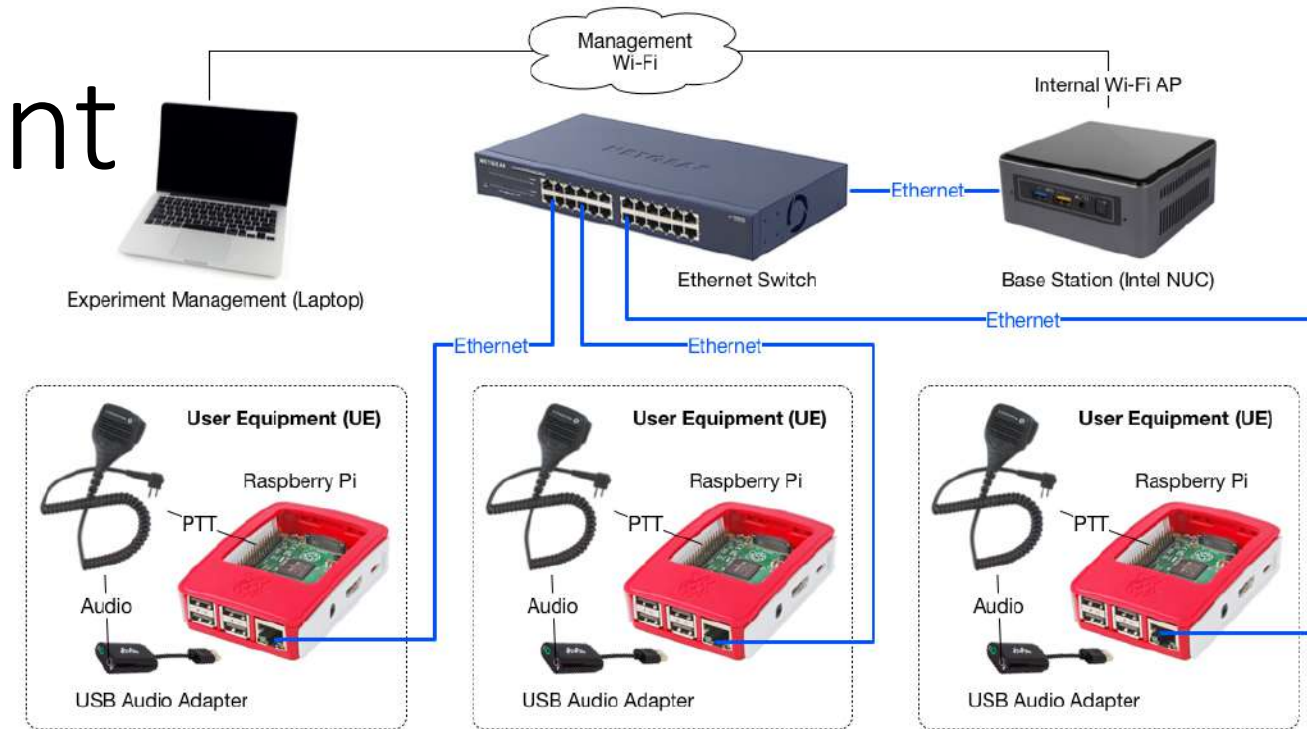 Management
Wi-Fi
nt
Internal Wi-Fi AP
NETGEAR
NETGEAR
Ethernet
Experiment Management (Laptop)
Ethernet Switch
Base Station (Intel NUC)
Ethernet
Ethernet
Ethernet
User Equipment (UE)
Raspberry Pi
PTT
Audio
USB Audio Adapter
User Equipment (UE)
Raspberry Pi
PTT
Audio
USB Audio Adapter
User Equipment (UE)
Raspberry Pi
PTT
Audio
USB Audio Adapter